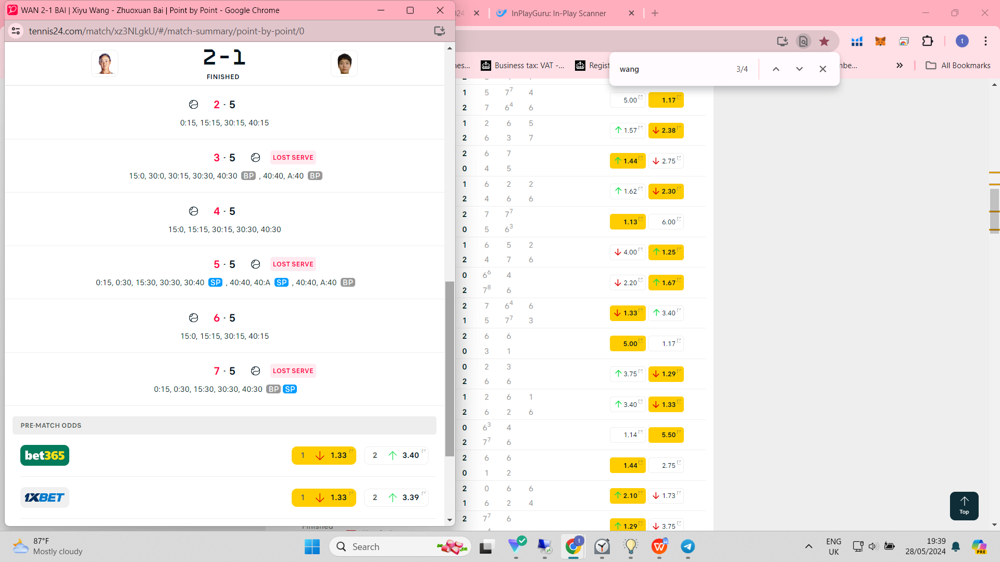 WAN 2-1 BAI | Xiyu Wang - Zhuoxuan Bai | Point by Point - Google Chrome
tennis24.com/match/xz3NLgkU/#/match-summary/point-by-point/0
2-1
FINISHED
2 - 5
0:15, 15:15, 30:15, 40:15
3 - 5 LOST SERVE
15:0, 30:0, 30:15, 30:30, 40:30 BP , 40:40, A:40 BP
4 - 5
15:0, 15:15, 30:15, 30:30, 40:30
5 - 5 LOST SERVE
0:15, 0:30, 15:30, 30:30, 30:40 SP , 40:40, 40:A SP , 40:40, A:40 BP
6 - 5
15:0, 15:15, 30:15, 40:15
7 - 5 LOST SERVE
0:15, 0:30, 15:30, 30:30, 40:30 BP SP
PRE-MATCH ODDS
bet365 1 1.33 2 3.40
1XBET 1 1.33 2 3.39
Finished
024 InPlayGuru: In-Play Scanner
t
nes... Business tax: VAT -... Regist mbe... » All Bookmarks
wang 3/4
1 5 7⁷ 4 5.00 1.17
2 7 6⁴ 6
1 2 6 5 1.57 2.38
2 6 3 7
2 6 7 1.44 2.75
0 4 5
1 6 2 2 1.62 2.30
2 4 6 6
2 7 7⁷ 1.13 6.00
0 5 6³
1 6 5 2 4.00 1.25
2 4 7 6
0 6⁶ 4 2.20 1.67
2 7⁸ 6
2 7 6⁴ 6 1.33 3.40
1 5 7⁷ 3
2 6 6 5.00 1.17
0 3 1
0 2 3 3.75 1.29
2 6 6
1 2 6 1 3.40 1.33
2 6 2 6
0 6³ 4 1.14 5.50
2 7⁷ 6
2 6 6 1.44 2.75
0 1 2
2 0 6 6 2.10 1.73
1 6 2 4
2 7⁷ 6 1.29 3.75
Top
87°F
Mostly cloudy
Search
ENG
UK
19:39
28/05/2024
PRE